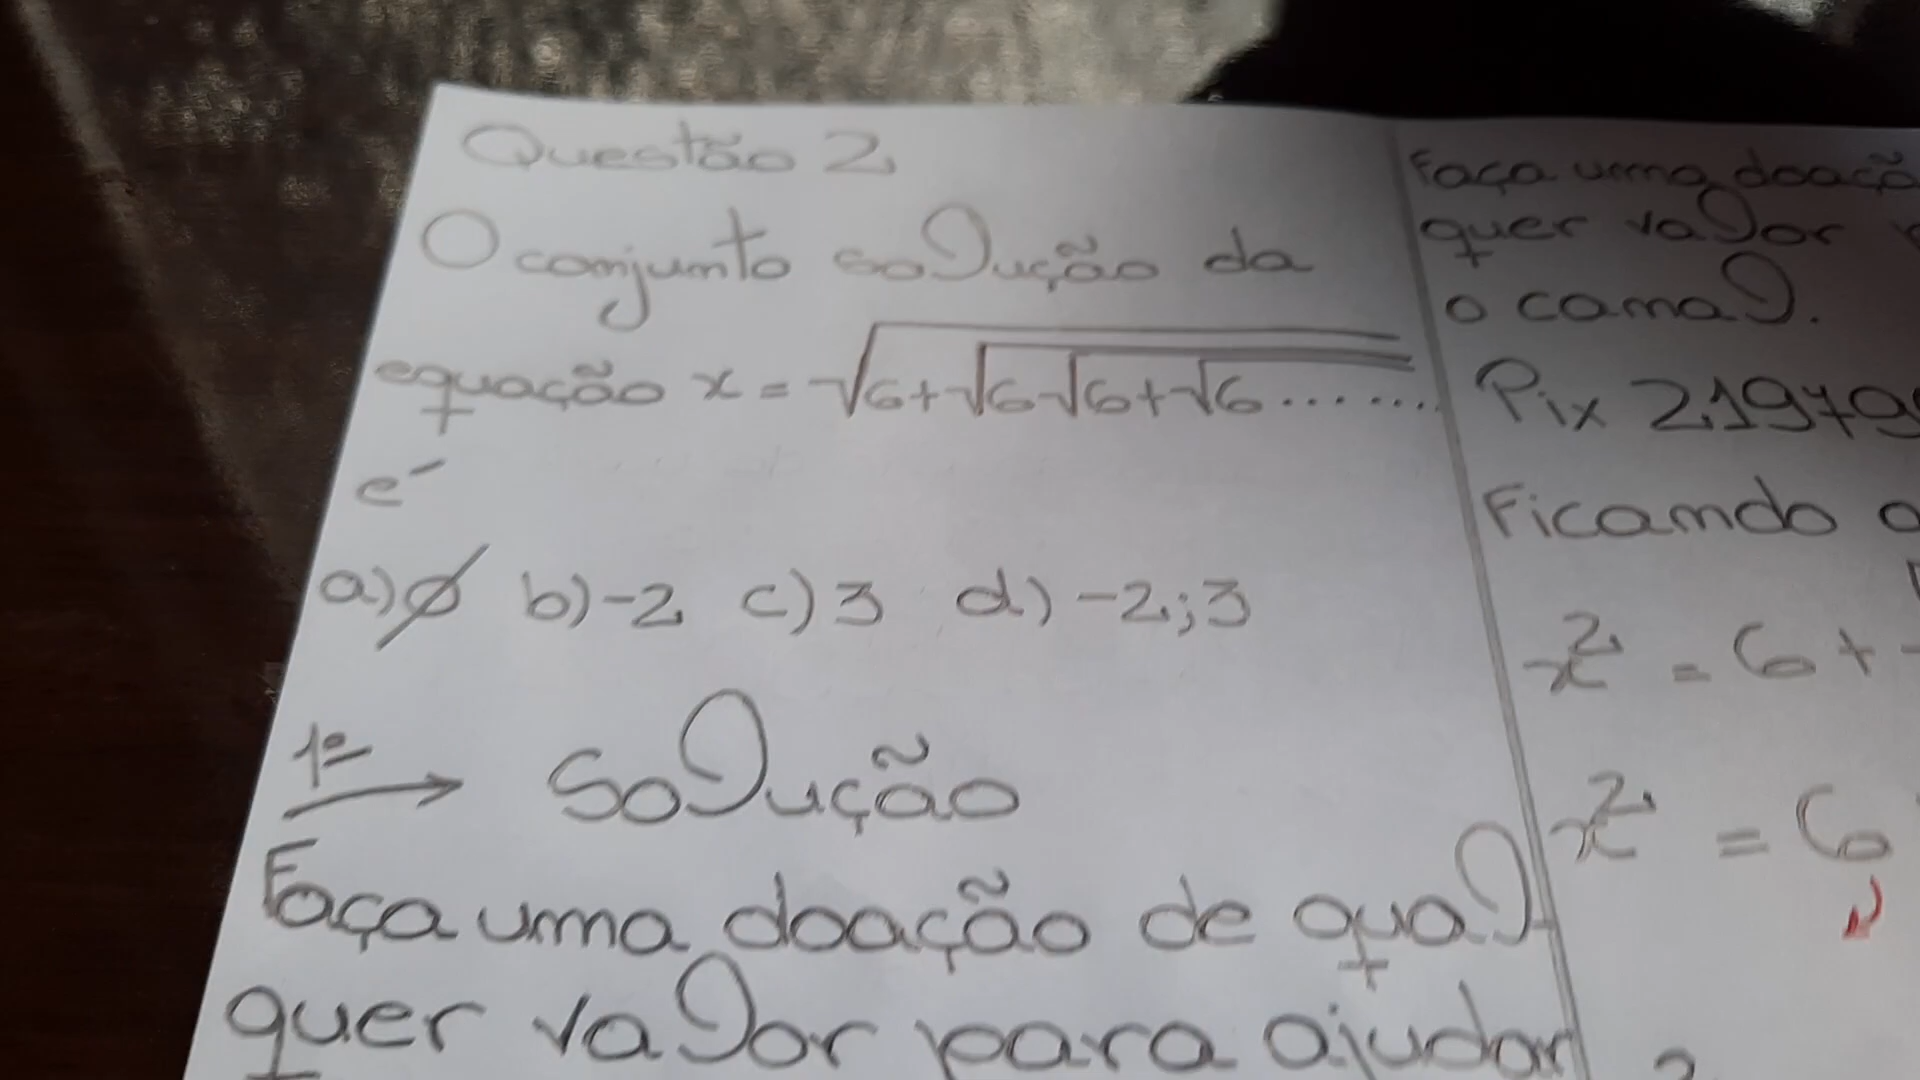 Questão 2
O conjunto solução da
equação x = √6+√6√6+√6.......
é
a) ∅ b) -2 c) 3 d) -2;3
1º → Solução
Faça uma doação de qual
quer valor para ajudar
Faça uma doaçã
quer valor
o canal.
Pix 21979
Ficando
x² = 6 +
x² = 6